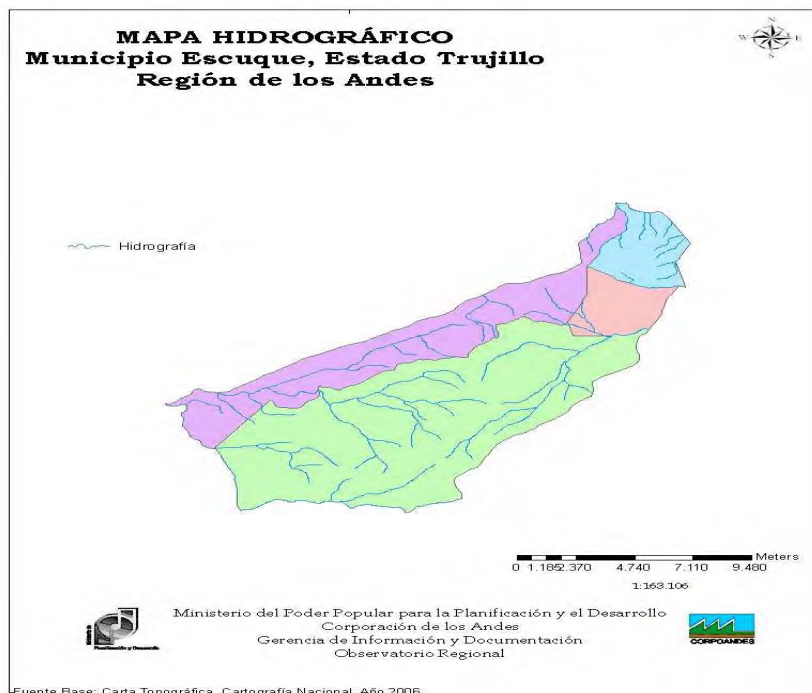 MAPA HIDROGRÁFICO
Municipio Escuque, Estado Trujillo
Región de los Andes
N
W E
S
Hidrografía
Meters
0 1.185 2.370 4.740 7.110 9.480
1:163.106
Ministerio del Poder Popular para la Planificación y el Desarrollo
Corporación de los Andes
Gerencia de Información y Documentación
Observatorio Regional
Planificación y Desarrollo
CORPOANDES
Fuente Base: Carta Topográfica, Cartografía Nacional, Año 2006